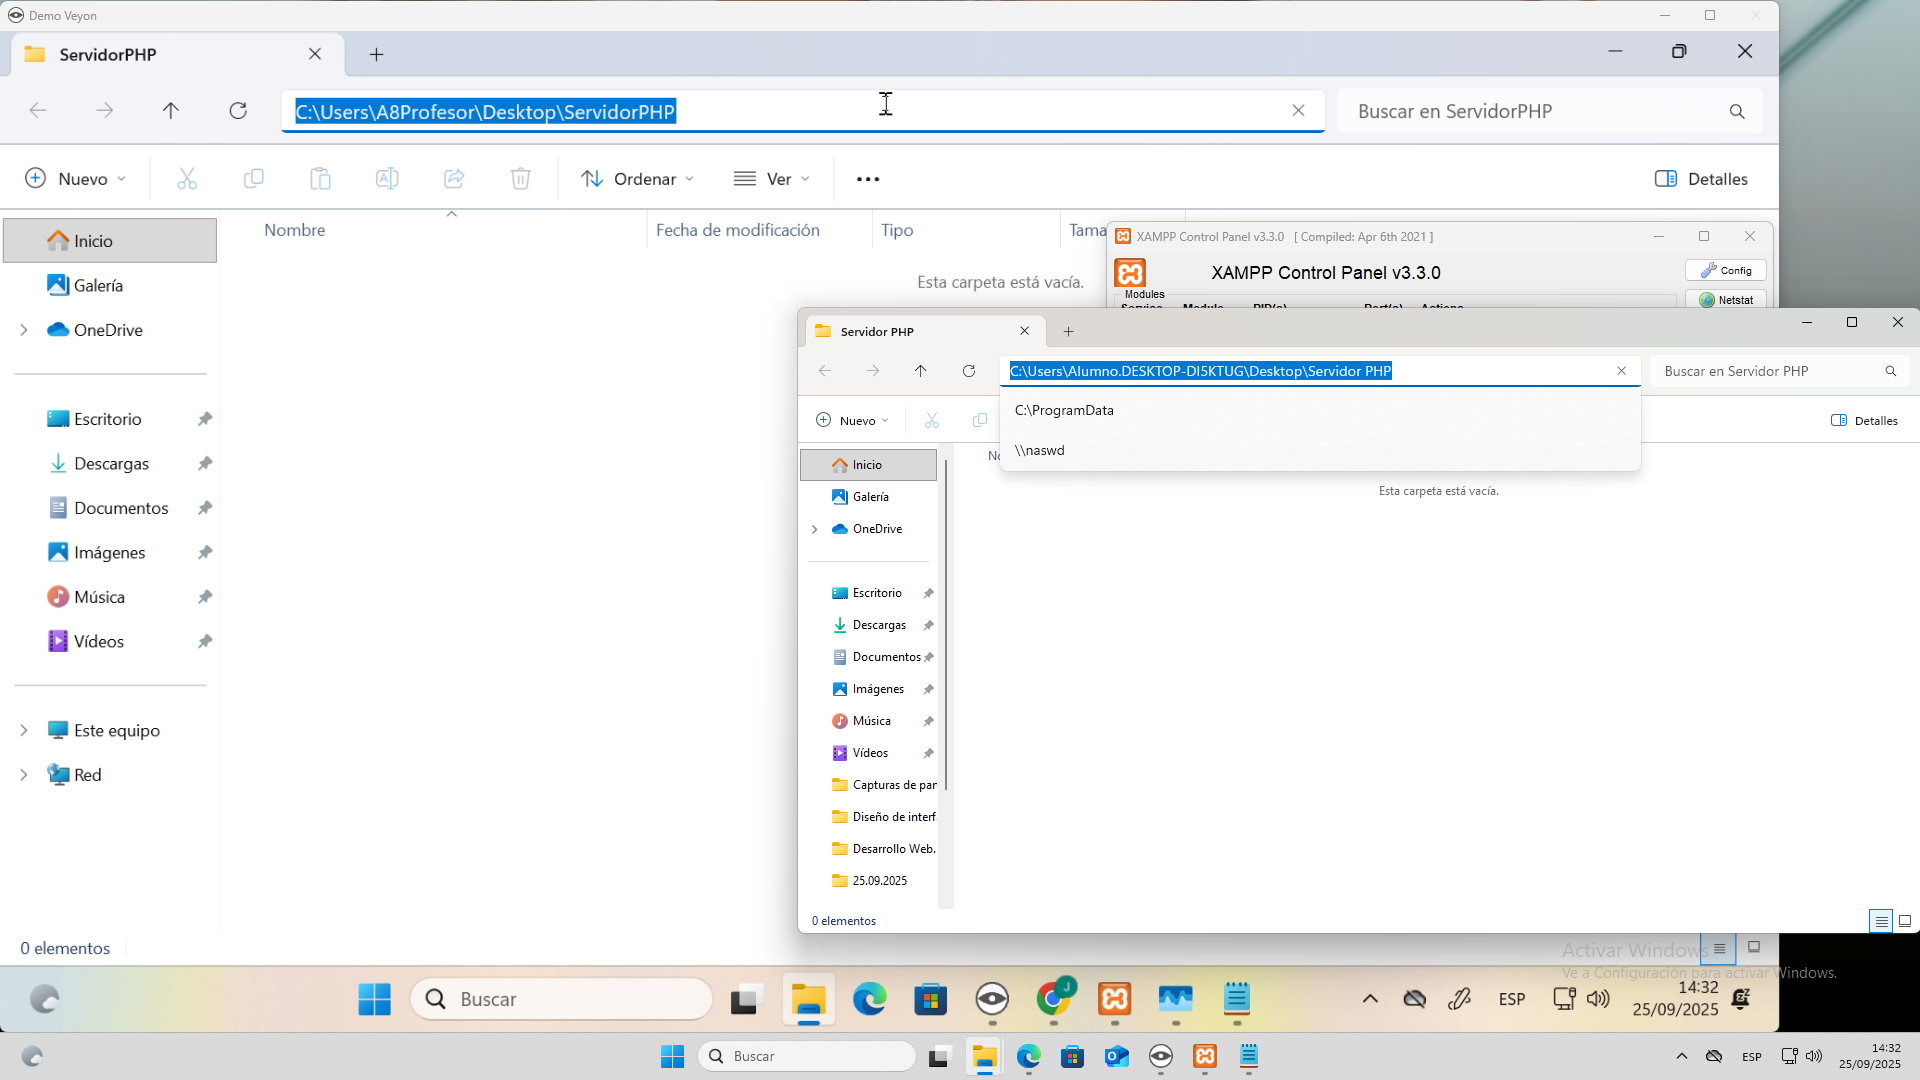 Demo Veyon
ServidorPHP
C:\Users\A8Profesor\Desktop\ServidorPHP
Buscar en ServidorPHP
Nuevo
Ordenar
Ver
Detalles
Inicio
Galería
OneDrive
Escritorio
Descargas
Documentos
Imágenes
Música
Vídeos
Este equipo
Red
Nombre
Fecha de modificación
Tipo
Tama
Esta carpeta está vacía.
0 elementos
XAMPP Control Panel v3.3.0 [ Compiled: Apr 6th 2021 ]
XAMPP Control Panel v3.3.0
Config
Modules
Netstat
Servidor PHP
C:\Users\Alumno.DESKTOP-DI5KTUG\Desktop\Servidor PHP
Buscar en Servidor PHP
C:\ProgramData
\\naswd
Nuevo
Detalles
Inicio
Galería
OneDrive
Escritorio
Descargas
Documentos
Imágenes
Música
Vídeos
Capturas de par
Diseño de interf
Desarrollo Web.
25.09.2025
No
Esta carpeta está vacía.
0 elementos
Activar Windows
Ve a Configuración para activar Windows.
Buscar
J
ESP
14:32
25/09/2025
Buscar
ESP
14:32
25/09/2025